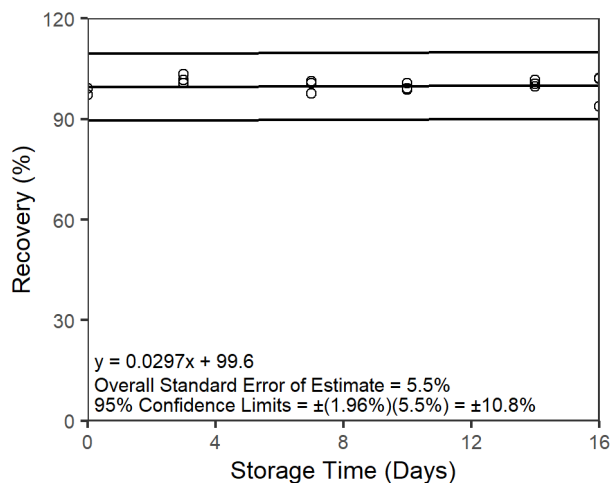 120
90
60
30
0
Recovery (%)
y = 0.0297x + 99.6
Overall Standard Error of Estimate = 5.5%
95% Confidence Limits = ±(1.96%)(5.5%) = ±10.8%
0 4 8 12 16
Storage Time (Days)